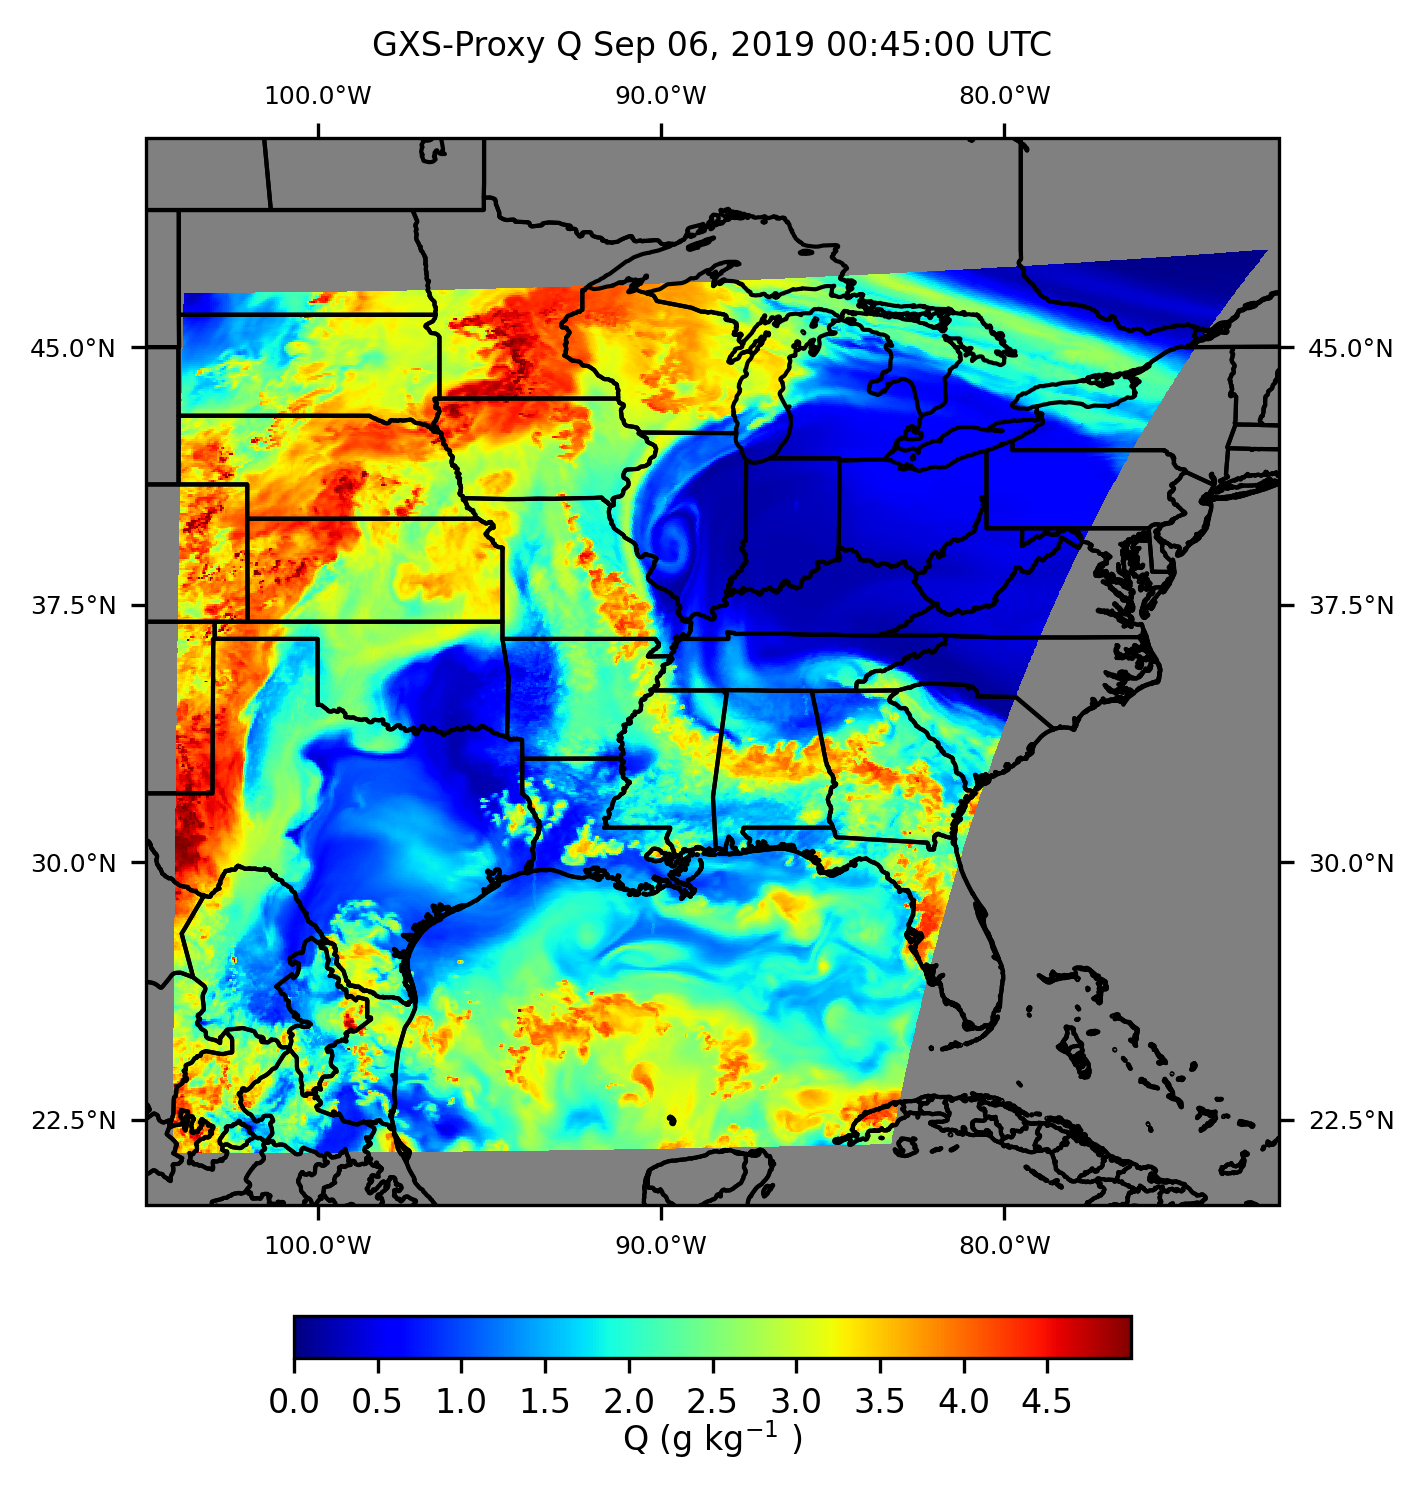 GXS-Proxy Q Sep 06, 2019 00:45:00 UTC
100.0°W 90.0°W 80.0°W
45.0°N 45.0°N
37.5°N 37.5°N
30.0°N 30.0°N
22.5°N 22.5°N
100.0°W 90.0°W 80.0°W
0.0 0.5 1.0 1.5 2.0 2.5 3.0 3.5 4.0 4.5
Q (g kg⁻¹ )